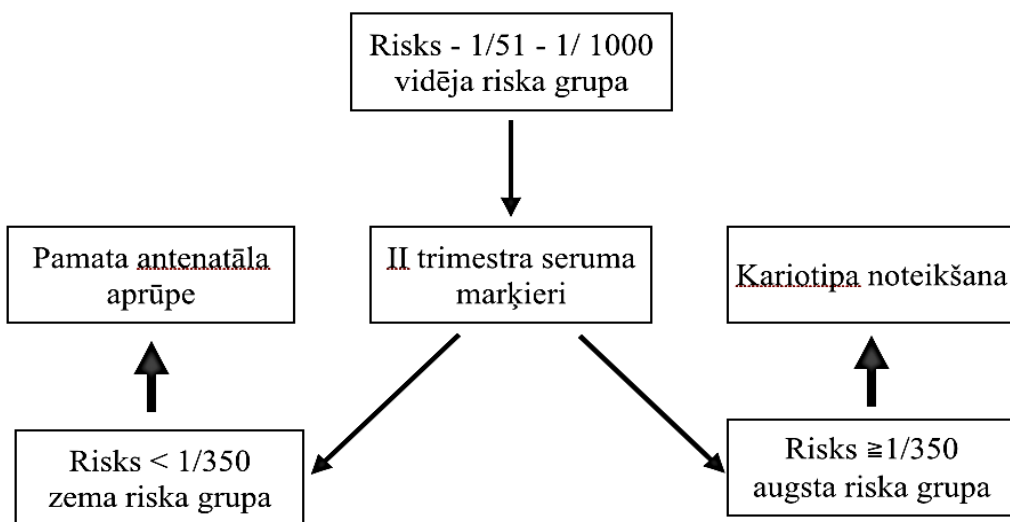 Risks - 1/51 - 1/ 1000
vidēja riska grupa
Pamata antenatāla
aprūpe
II trimestra seruma
marķieri
Kariotipa noteikšana
Risks < 1/350
zema riska grupa
Risks ≧1/350
augsta riska grupa